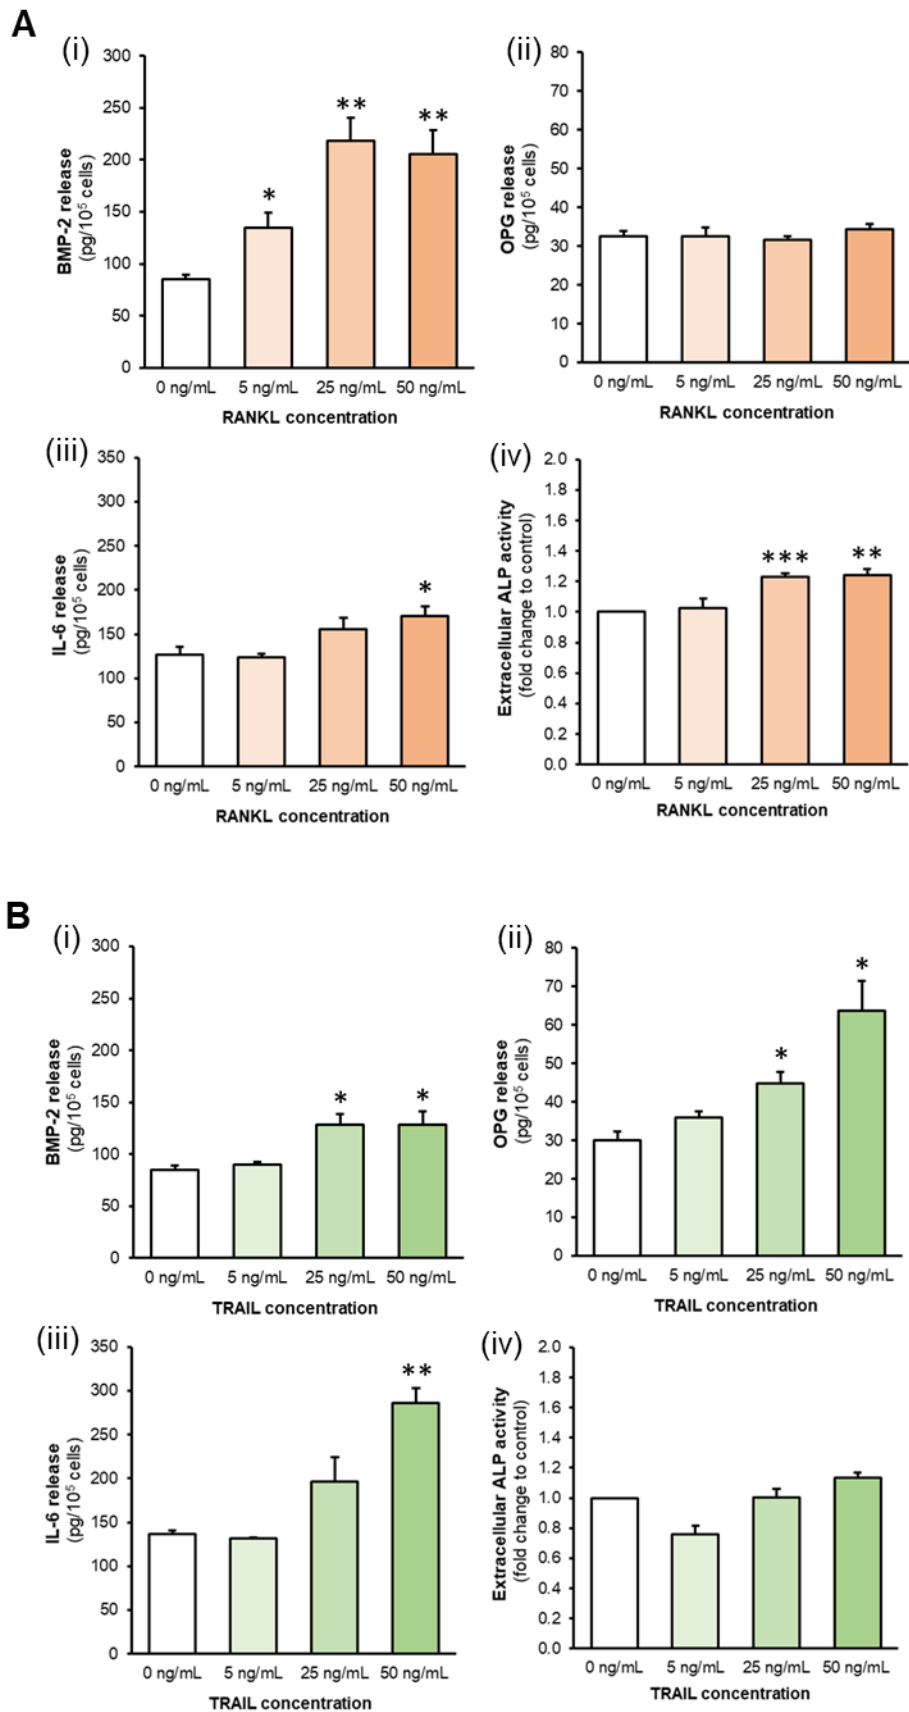 A
(i)
BMP-2 release
(pg/10⁵ cells)
300
250
200
150
100
50
0
*
**
**
0 ng/mL 5 ng/mL 25 ng/mL 50 ng/mL
RANKL concentration
(ii)
OPG release
(pg/10⁵ cells)
80
70
60
50
40
30
20
10
0
0 ng/mL 5 ng/mL 25 ng/mL 50 ng/mL
RANKL concentration
(iii)
IL-6 release
(pg/10⁵ cells)
350
300
250
200
150
100
50
0
*
0 ng/mL 5 ng/mL 25 ng/mL 50 ng/mL
RANKL concentration
(iv)
Extracellular ALP activity
(fold change to control)
2.0
1.8
1.6
1.4
1.2
1.0
0.8
0.6
0.4
0.2
0.0
***
**
0 ng/mL 5 ng/mL 25 ng/mL 50 ng/mL
RANKL concentration
B
(i)
BMP-2 release
(pg/10⁵ cells)
300
250
200
150
100
50
0
*
*
0 ng/mL 5 ng/mL 25 ng/mL 50 ng/mL
TRAIL concentration
(ii)
OPG release
(pg/10⁵ cells)
80
70
60
50
40
30
20
10
0
*
*
0 ng/mL 5 ng/mL 25 ng/mL 50 ng/mL
TRAIL concentration
(iii)
IL-6 release
(pg/10⁵ cells)
350
300
250
200
150
100
50
0
**
0 ng/mL 5 ng/mL 25 ng/mL 50 ng/mL
TRAIL concentration
(iv)
Extracellular ALP activity
(fold change to control)
2.0
1.8
1.6
1.4
1.2
1.0
0.8
0.6
0.4
0.2
0.0
0 ng/mL 5 ng/mL 25 ng/mL 50 ng/mL
TRAIL concentration